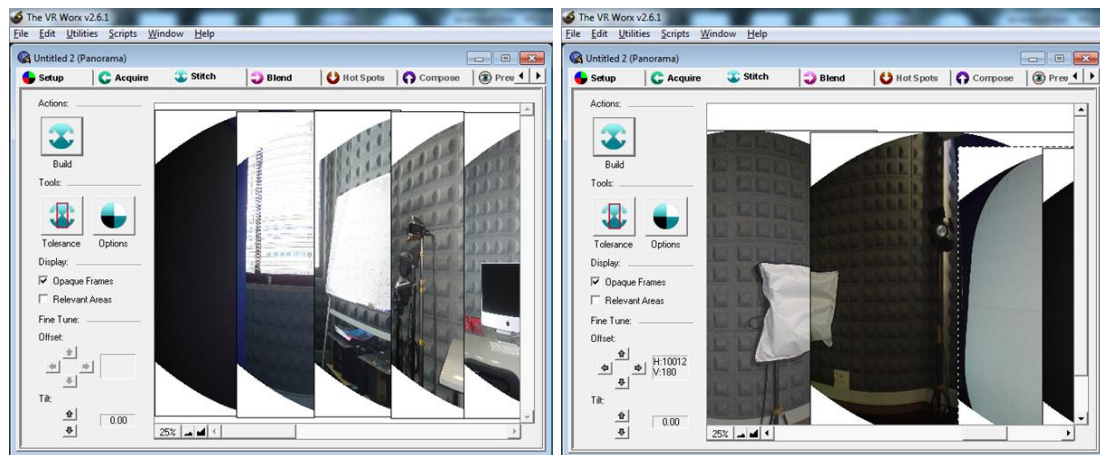 The VR Worx v2.6.1
File Edit Utilities Scripts Window Help
Untitled 2 (Panorama)
Setup Acquire Stitch Blend Hot Spots Compose Prev
Actions:
Build
Tools:
Tolerance Options
Display:
Opaque Frames
Relevant Areas
Fine Tune:
Offset:
Tilt:
0.00
25%
The VR Worx v2.6.1
File Edit Utilities Scripts Window Help
Untitled 2 (Panorama)
Setup Acquire Stitch Blend Hot Spots Compose Prev
Actions:
Build
Tools:
Tolerance Options
Display:
Opaque Frames
Relevant Areas
Fine Tune:
Offset:
H:10012
V:180
Tilt:
0.00
25%